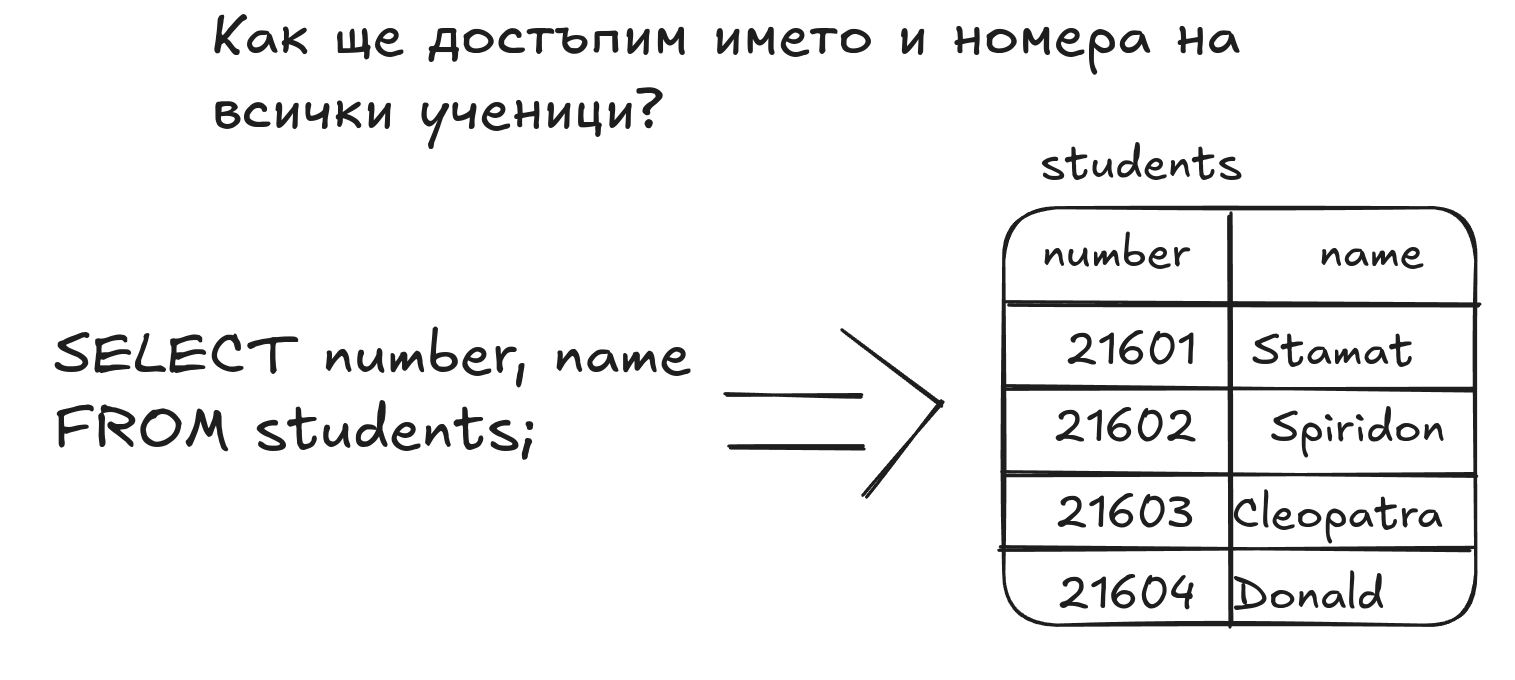 Как ще достъпим името и номера на
всички ученици?
students
number name
21601 Stamat
21602 Spiridon
21603 Cleopatra
21604 Donald
SELECT number, name
FROM students;